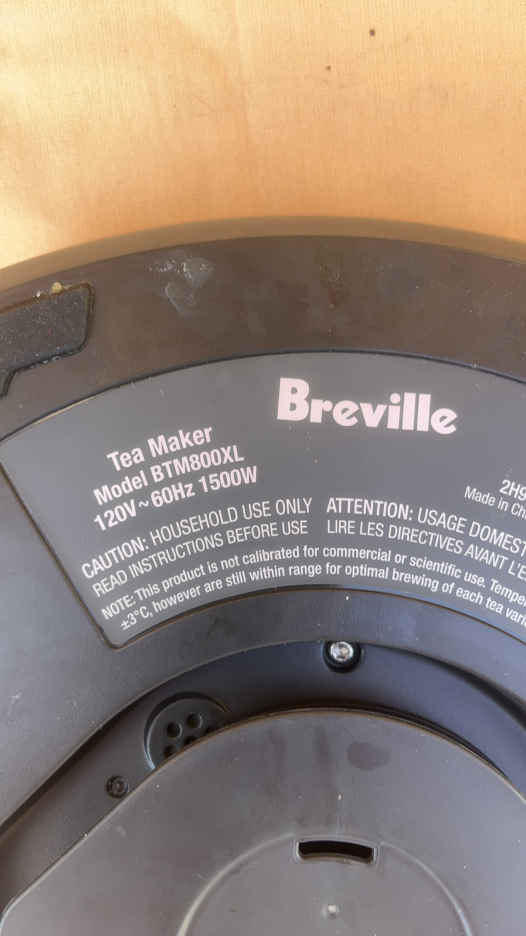 Breville
Tea Maker
Model BTM800XL
120V~60Hz 1500W
CAUTION: HOUSEHOLD USE ONLY
READ INSTRUCTIONS BEFORE USE
2H9
Made in Ch
ATTENTION: USAGE DOMEST
LIRE LES DIRECTIVES AVANT L'E
NOTE: This product is not calibrated for commercial or scientific use. Tempe
±3°C, however are still within range for optimal brewing of each tea vari